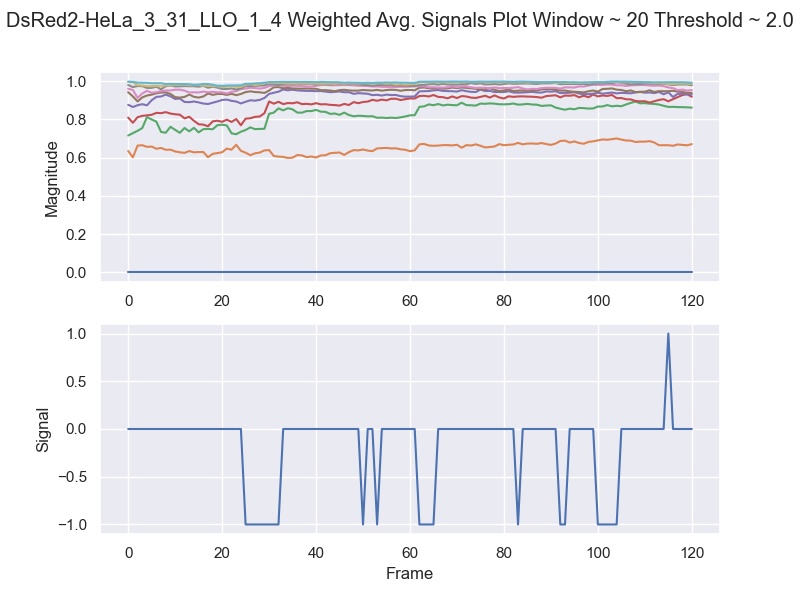 DsRed2-HeLa_3_31_LLO_1_4 Weighted Avg. Signals Plot Window ~ 20 Threshold ~ 2.0
1.0
0.8
0.6
0.4
0.2
0.0
Magnitude
0 20 40 60 80 100 120
1.0
0.5
0.0
−0.5
−1.0
Signal
0 20 40 60 80 100 120
Frame